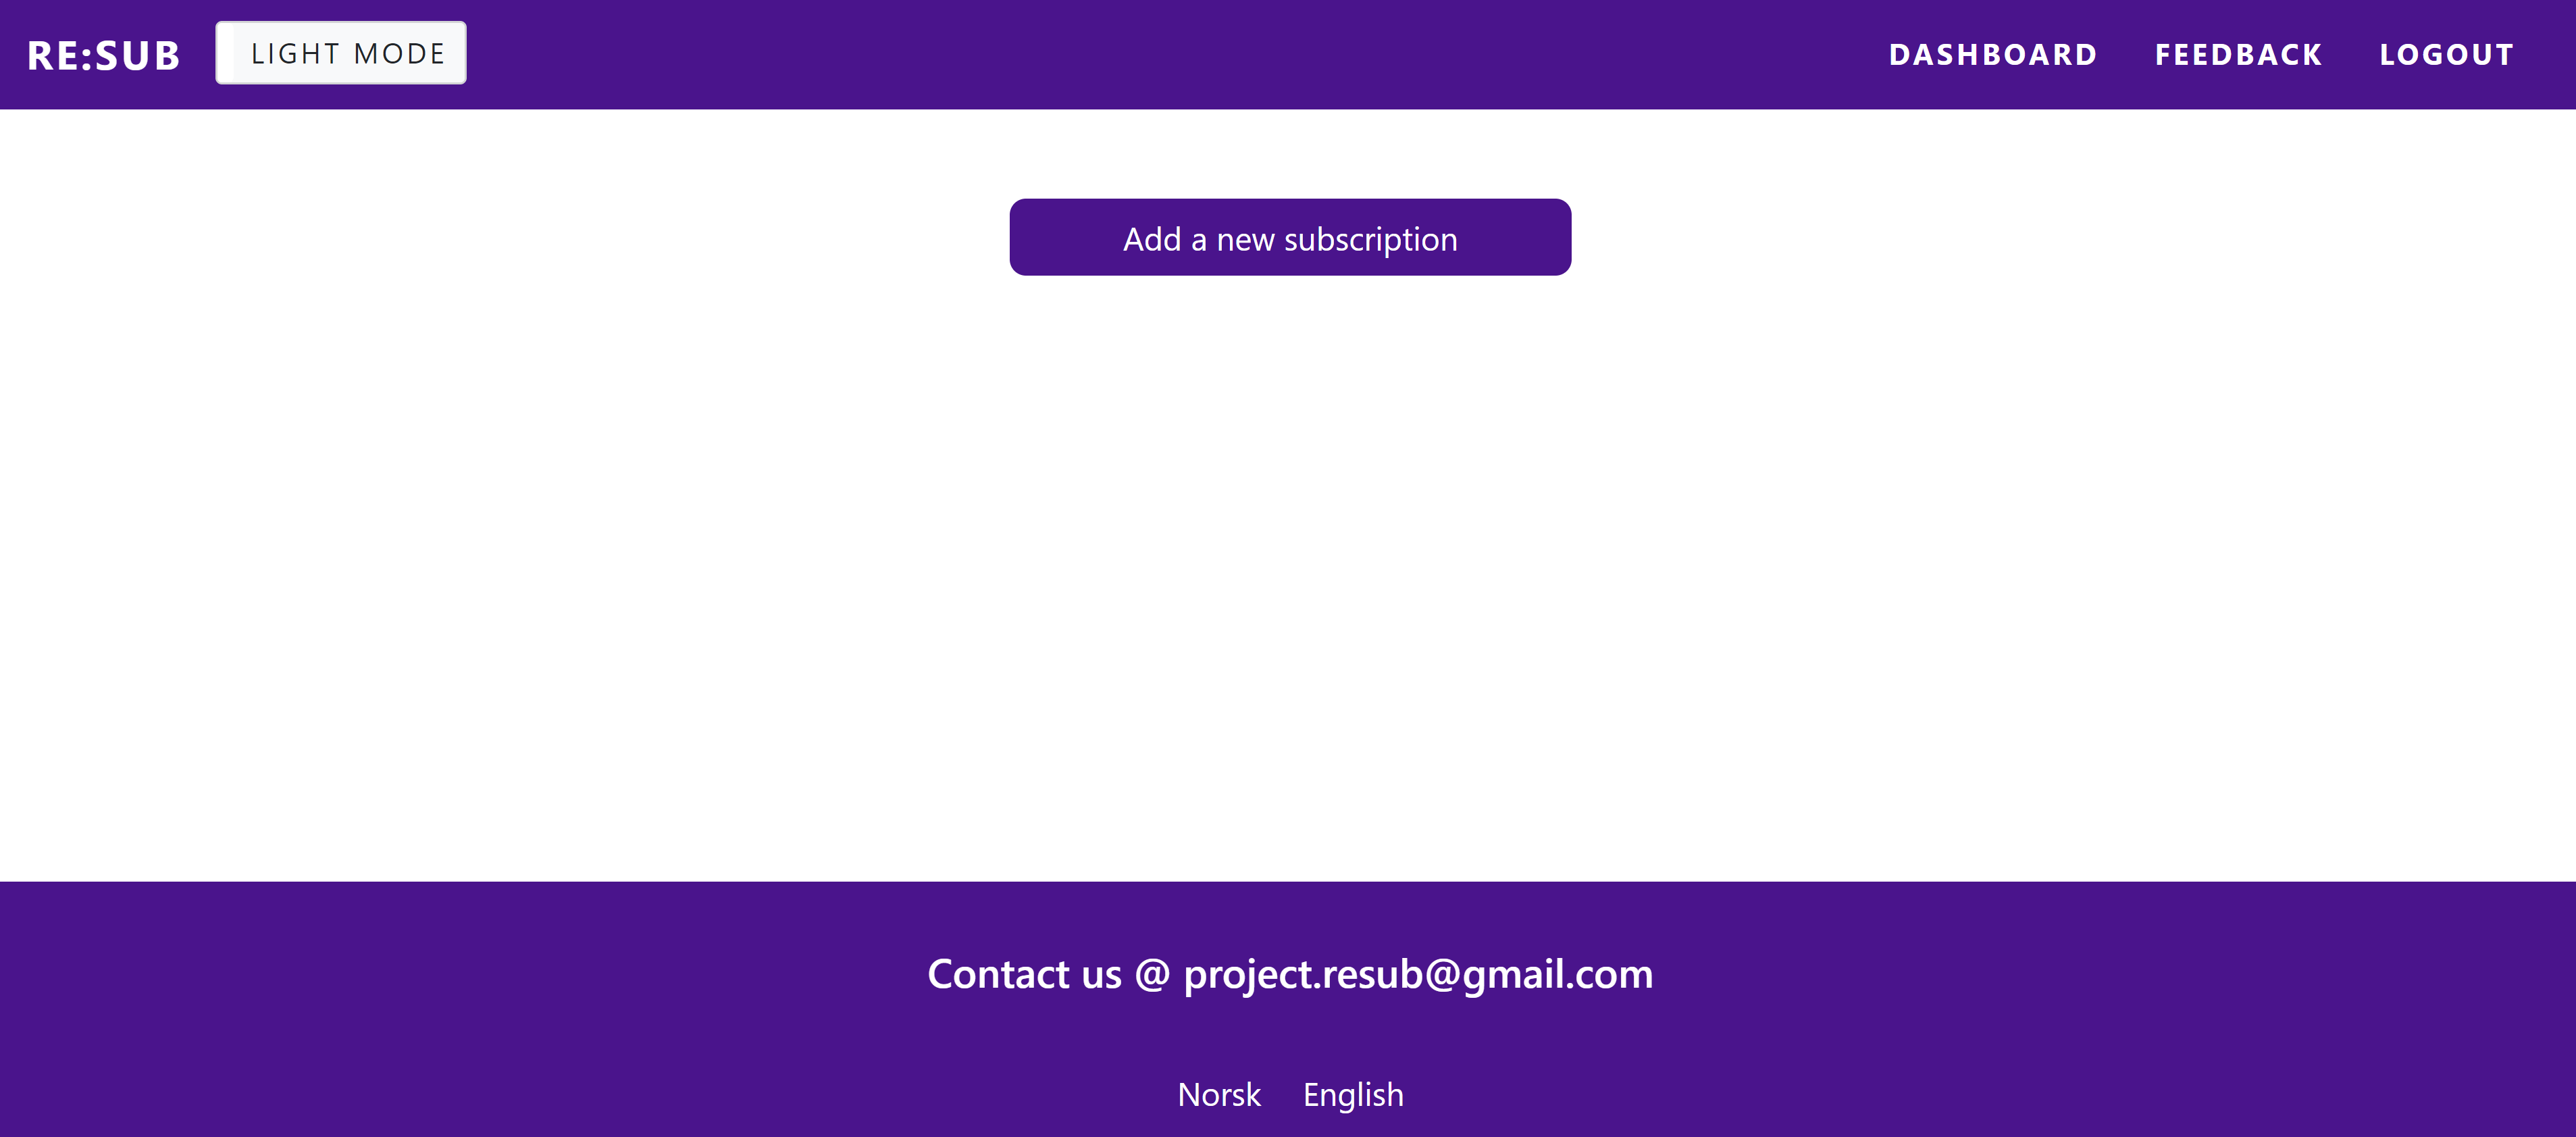 RE:SUB LIGHT MODE DASHBOARD FEEDBACK LOGOUT
Add a new subscription
Contact us @ project.resub@gmail.com
Norsk English